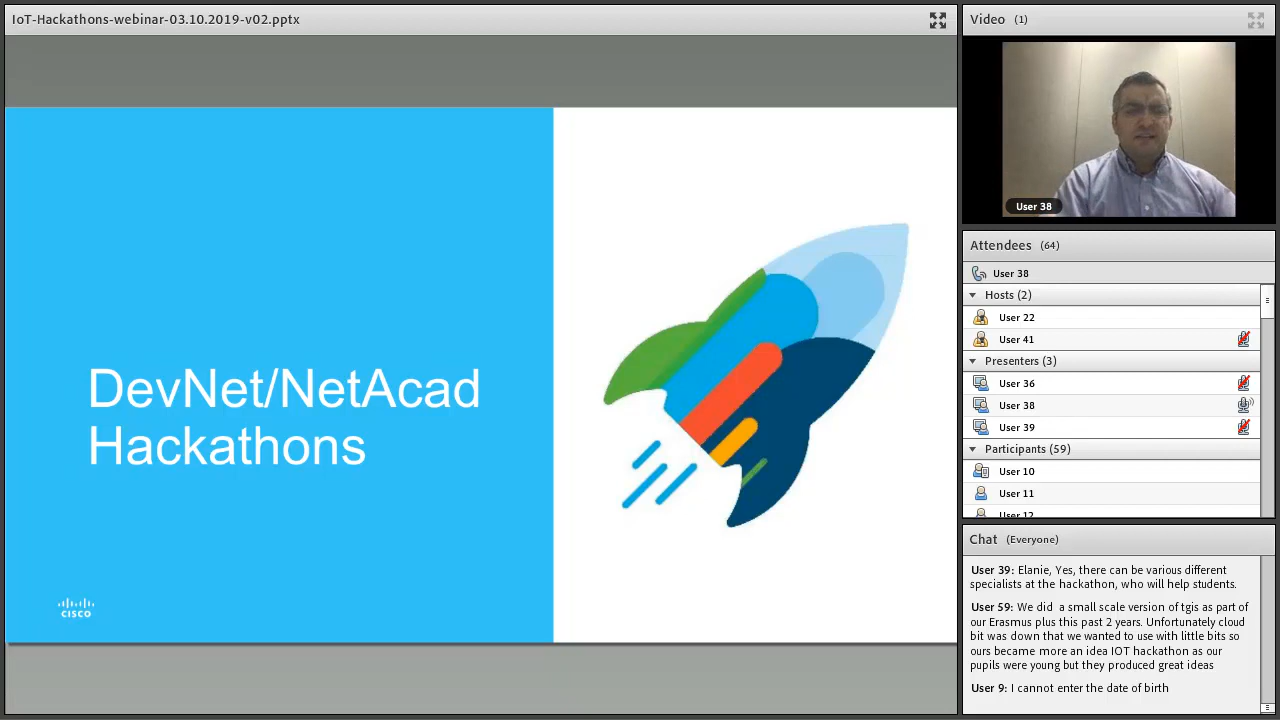 IoT-Hackathons-webinar-03.10.2019-v02.pptx
DevNet/NetAcad
Hackathons
CISCO
Video (1)
User 38
Attendees (64)
User 38
Hosts (2)
User 22
User 41
Presenters (3)
User 36
User 38
User 39
Participants (59)
User 10
User 11
User 12
Chat (Everyone)
User 39: Elanie, Yes, there can be various different
specialists at the hackathon, who will help students.
User 59: We did a small scale version of tgis as part of
our Erasmus plus this past 2 years. Unfortunately cloud
bit was down that we wanted to use with little bits so
ours became more an idea IOT hackathon as our
pupils were young but they produced great ideas
User 9: I cannot enter the date of birth